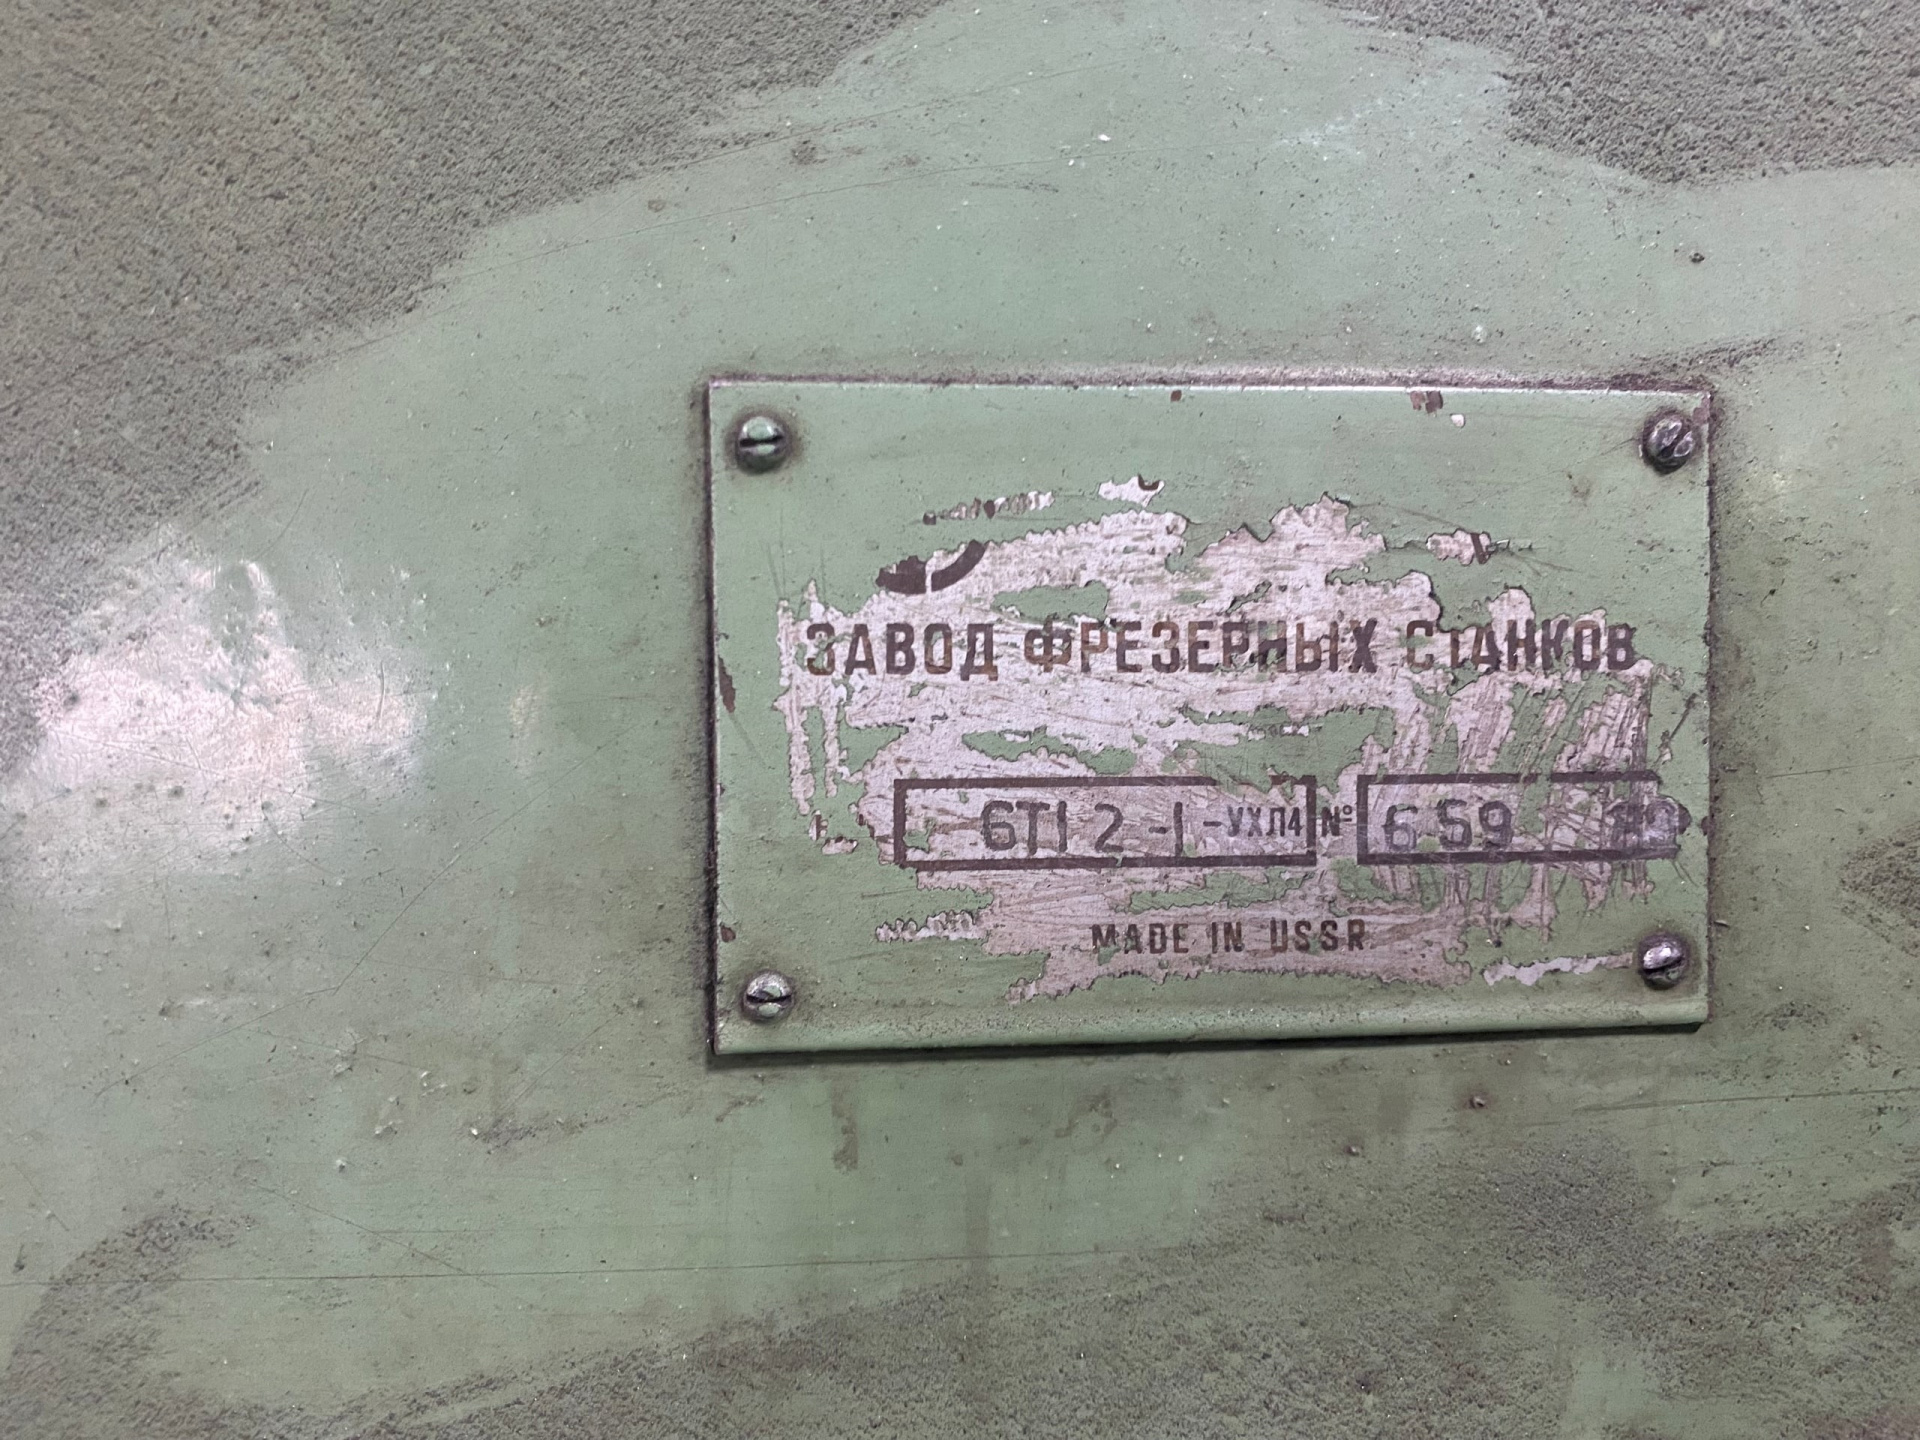 ЗАВОД ФРЕЗЕРНЫХ СТАНКОВ
6Т12-1-УХЛ4 № 659
MADE IN USSR